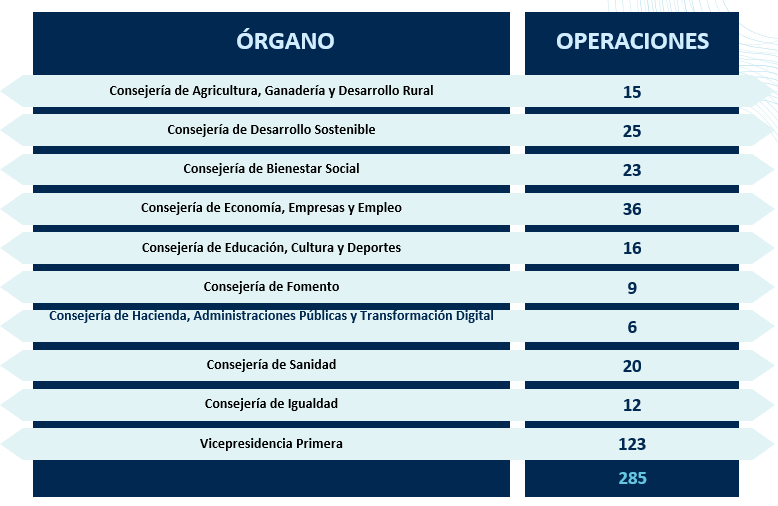 ÓRGANO OPERACIONES
Consejería de Agricultura, Ganadería y Desarrollo Rural 15
Consejería de Desarrollo Sostenible 25
Consejería de Bienestar Social 23
Consejería de Economía, Empresas y Empleo 36
Consejería de Educación, Cultura y Deportes 16
Consejería de Fomento 9
Consejería de Hacienda, Administraciones Públicas y Transformación Digital 6
Consejería de Sanidad 20
Consejería de Igualdad 12
Vicepresidencia Primera 123
285